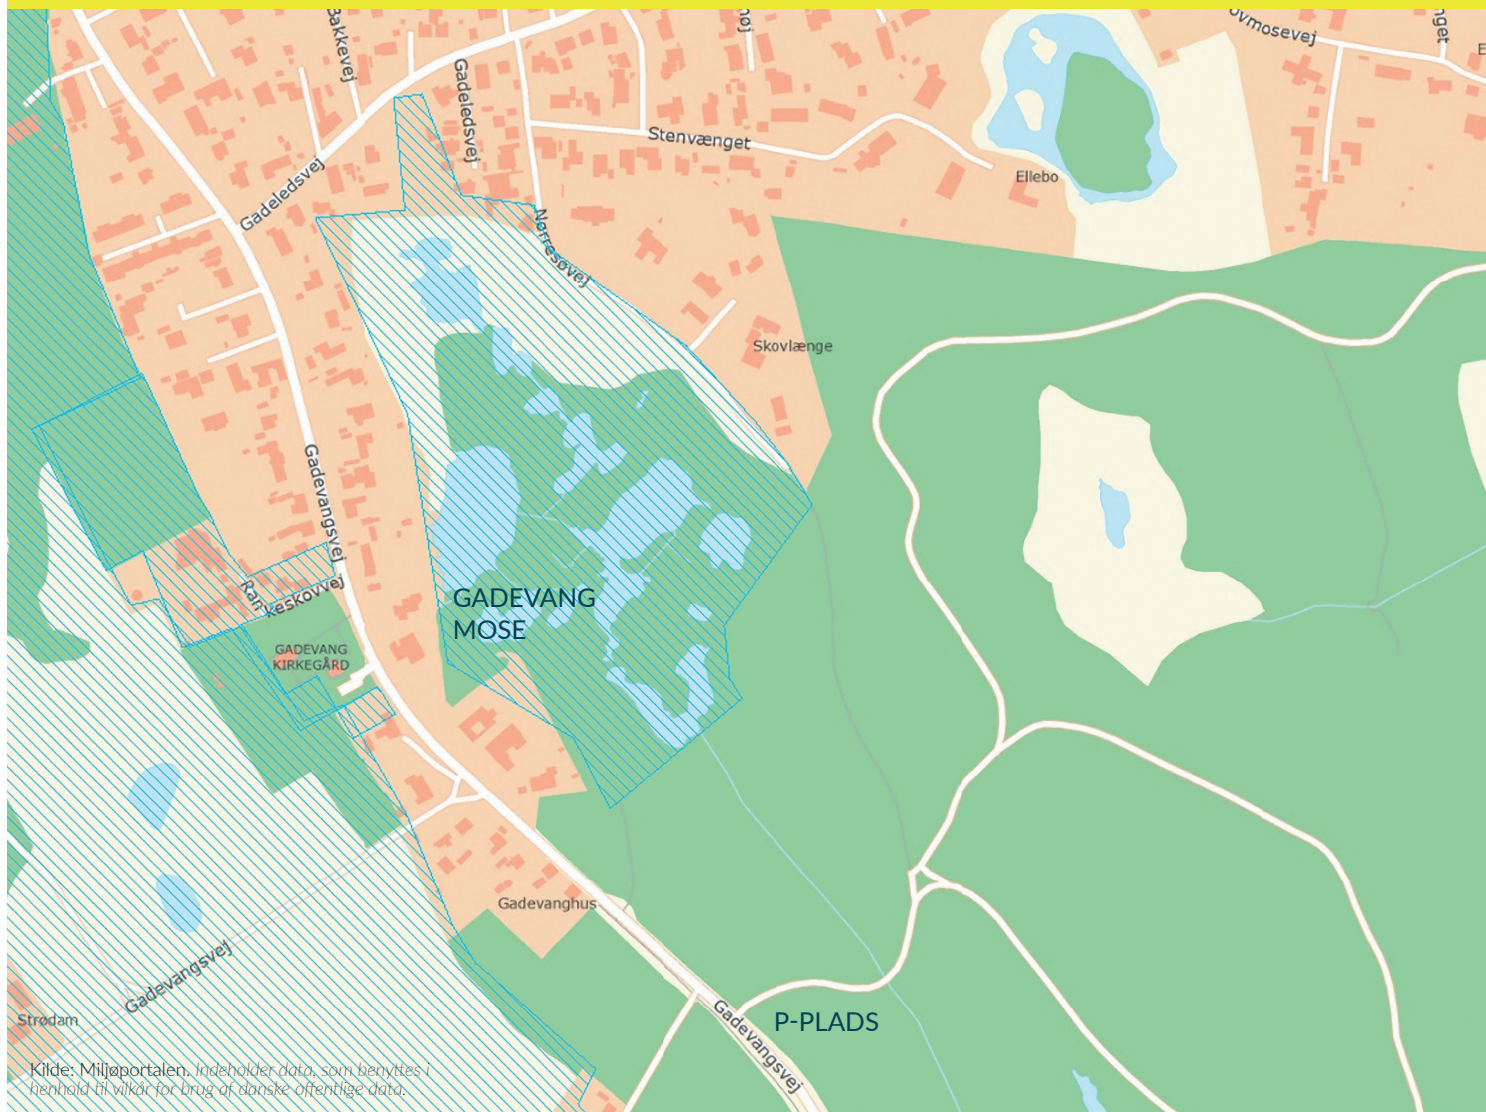 Bakkevej
Gadeledsvej
Stenvænget
Ellebo
Gadeledsvej
Nørresøvej
Skovlænge
Gadevangsvej
Rankeskovvej
GADEVANG
MOSE
GADEVANG
KIRKEGÅRD
Gadevanghus
Gadevangsvej
Strødam
P-PLADS
Gadevangsvej
Kilde: Miljøportalen. Indeholder data, som benyttes i
henhold til vilkår for brug af danske offentlige data.